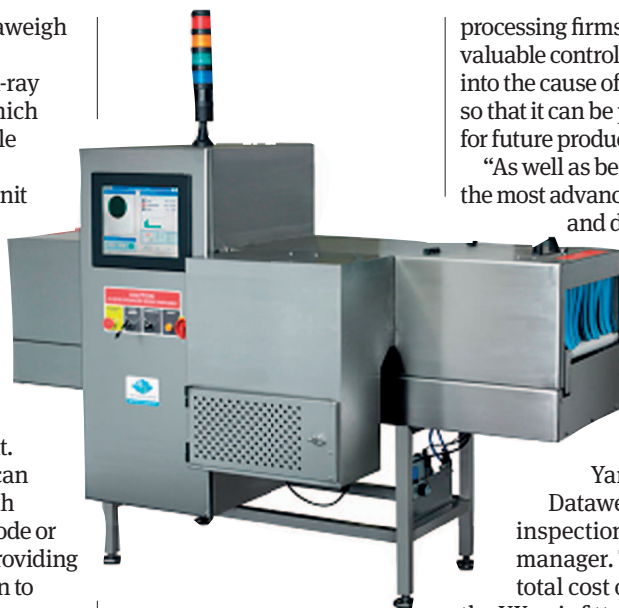 aweigh
-ray
hich
le
nit
t.
can
h
ode or
roviding
n to
CAUTION
processing firms
valuable control
into the cause of
so that it can be
for future produc
“As well as be
the most advanc
and d
Datawe
inspection
manager.
total cost